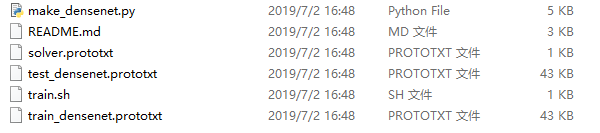 make_densenet.py 2019/7/2 16:48 Python File 5 KB
README.md 2019/7/2 16:48 MD 文件 3 KB
solver.prototxt 2019/7/2 16:48 PROTOTXT 文件 1 KB
test_densenet.prototxt 2019/7/2 16:48 PROTOTXT 文件 43 KB
train.sh 2019/7/2 16:48 SH 文件 1 KB
train_densenet.prototxt 2019/7/2 16:48 PROTOTXT 文件 43 KB